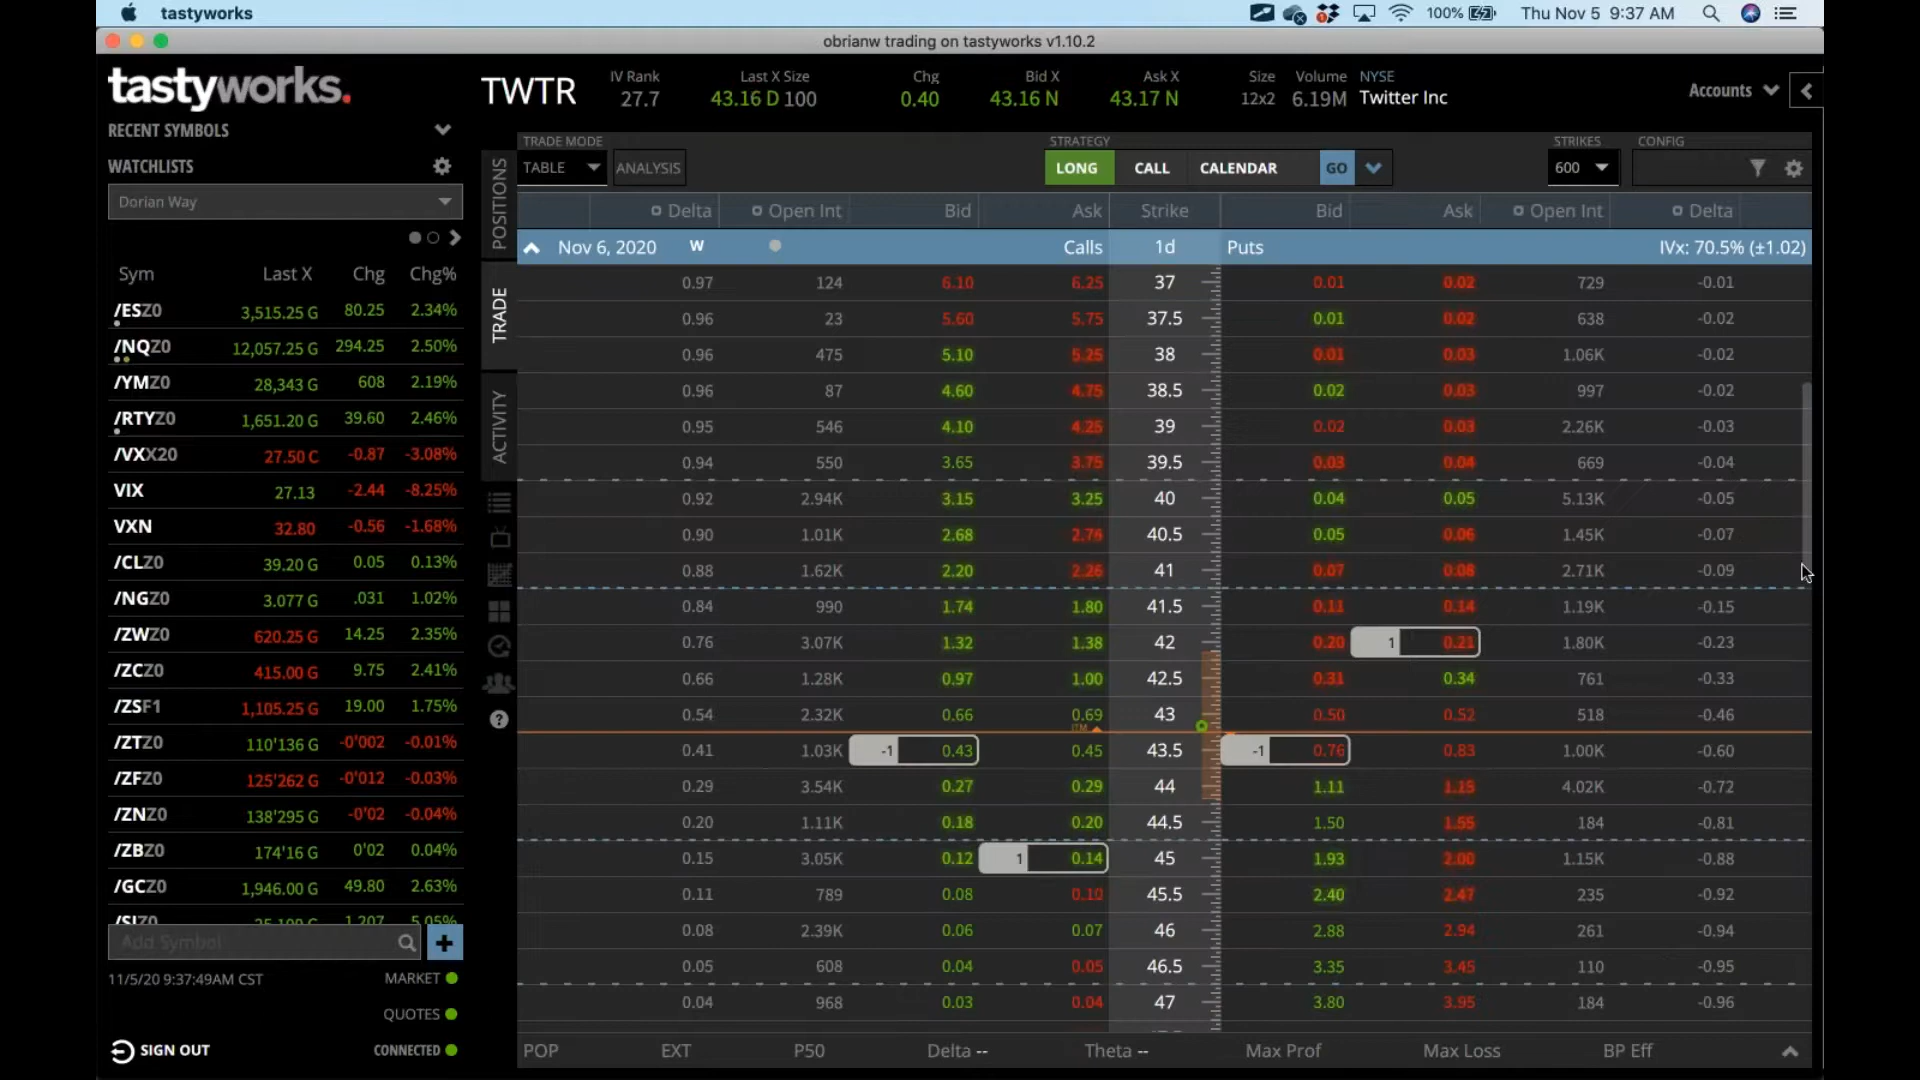 tastyworks
100%
Thu Nov 5 9:37 AM
obrianw trading on tastyworks v1.10.2
tastyworks.
RECENT SYMBOLS
WATCHLISTS
Dorian Way
Sym Last X Chg Chg%
/ESZ0 3,515.25 G 80.25 2.34%
/NQZ0 12,057.25 G 294.25 2.50%
/YMZ0 28,343 G 608 2.19%
/RTYZ0 1,651.20 G 39.60 2.46%
/VXX20 27.50 C -0.87 -3.08%
VIX 27.13 -2.44 -8.25%
VXN 32.80 -0.56 -1.68%
/CLZ0 39.20 G 0.05 0.13%
/NGZ0 3.077 G .031 1.02%
/ZWZ0 620.25 G 14.25 2.35%
/ZCZ0 415.00 G 9.75 2.41%
/ZSF1 1,105.25 G 19.00 1.75%
/ZTZ0 110'136 G -0'002 -0.01%
/ZFZ0 125'262 G -0'012 -0.03%
/ZNZ0 138'295 G -0'02 -0.04%
/ZBZ0 174'16 G 0'02 0.04%
/GCZ0 1,946.00 G 49.80 2.63%
/SIZ0 1.207 5.05%
Add Symbol
11/5/20 9:37:49AM CST MARKET
QUOTES
SIGN OUT CONNECTED
TWTR
IV Rank Last X Size Chg Bid X Ask X Size Volume NYSE
27.7 43.16 D 100 0.40 43.16 N 43.17 N 12x2 6.19M Twitter Inc
Accounts
POSITIONS
TRADE
ACTIVITY
TRADE MODE STRATEGY STRIKES CONFIG
TABLE ANALYSIS LONG CALL CALENDAR GO 600
Delta Open Int Bid Ask Strike Bid Ask Open Int Delta
Nov 6, 2020 W Calls 1d Puts IVx: 70.5% (±1.02)
0.97 124 6.10 6.25 37 0.01 0.02 729 -0.01
0.96 23 5.60 5.75 37.5 0.01 0.02 638 -0.02
0.96 475 5.10 5.25 38 0.01 0.03 1.06K -0.02
0.96 87 4.60 4.75 38.5 0.02 0.03 997 -0.02
0.95 546 4.10 4.25 39 0.02 0.03 2.26K -0.03
0.94 550 3.65 3.75 39.5 0.03 0.04 669 -0.04
0.92 2.94K 3.15 3.25 40 0.04 0.05 5.13K -0.05
0.90 1.01K 2.68 2.76 40.5 0.05 0.06 1.45K -0.07
0.88 1.62K 2.20 2.26 41 0.07 0.08 2.71K -0.09
0.84 990 1.74 1.80 41.5 0.11 0.14 1.19K -0.15
0.76 3.07K 1.32 1.38 42 0.20 1 0.21 1.80K -0.23
0.66 1.28K 0.97 1.00 42.5 0.31 0.34 761 -0.33
0.54 2.32K 0.66 0.69 43 0.50 0.52 518 -0.46
ITM
0.41 1.03K -1 0.43 0.45 43.5 -1 0.76 0.83 1.00K -0.60
0.29 3.54K 0.27 0.29 44 1.11 1.15 4.02K -0.72
0.20 1.11K 0.18 0.20 44.5 1.50 1.55 184 -0.81
0.15 3.05K 0.12 1 0.14 45 1.93 2.00 1.15K -0.88
0.11 789 0.08 0.10 45.5 2.40 2.47 235 -0.92
0.08 2.39K 0.06 0.07 46 2.88 2.94 261 -0.94
0.05 608 0.04 0.05 46.5 3.35 3.45 110 -0.95
0.04 968 0.03 0.04 47 3.80 3.95 184 -0.96
POP EXT P50 Delta -- Theta -- Max Prof Max Loss BP Eff